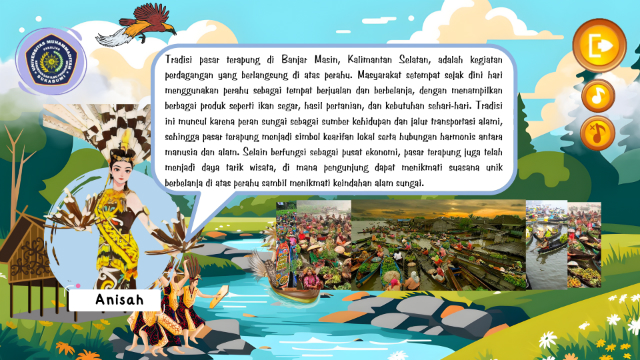 UNIVERSITAS MUHAMMADIYAH
SUKABUMI
Tradisi pasar terapung di Banjar Masin, Kalimantan Selatan, adalah kegiatan
perdagangan yang berlangsung di atas perahu. Masyarakat setempat sejak dini hari
menggunakan perahu sebagai tempat berjualan dan berbelanja, dengan menampilkan
berbagai produk seperti ikan segar, hasil pertanian, dan kebutuhan sehari-hari. Tradisi
ini muncul karena peran sungai sebagai sumber kehidupan dan jalur transportasi alami,
sehingga pasar terapung menjadi simbol kearifan lokal serta hubungan harmonis antara
manusia dan alam. Selain berfungsi sebagai pusat ekonomi, pasar terapung juga telah
menjadi daya tarik wisata, di mana pengunjung dapat menikmati suasana unik
berbelanja di atas perahu sambil menikmati keindahan alam sungai.
Anisah